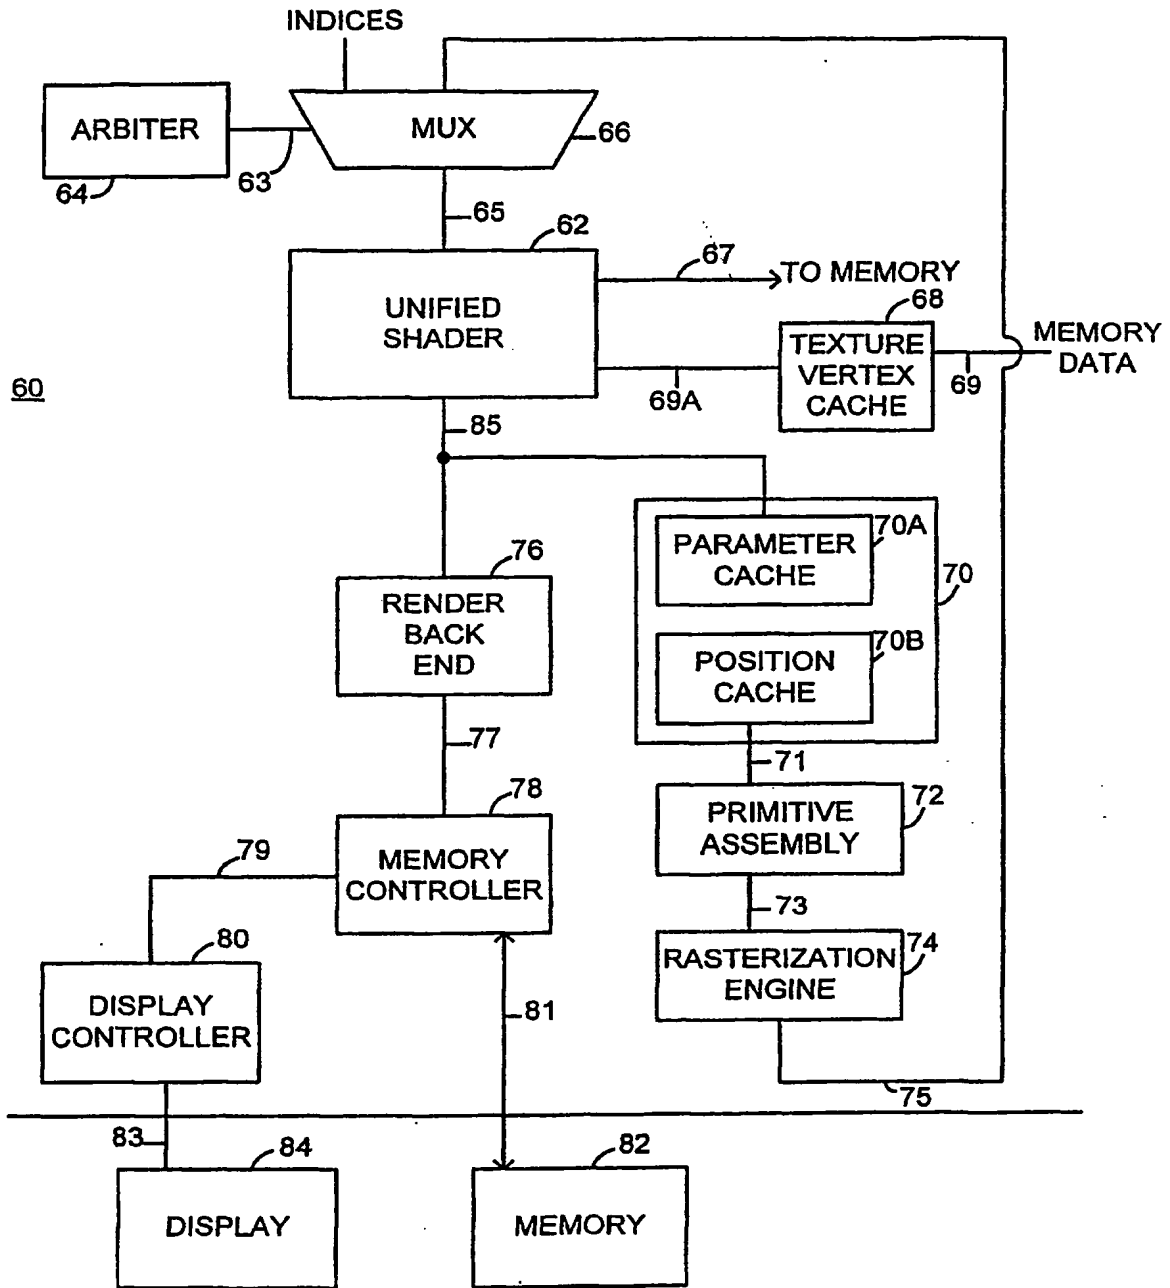 INDICES
ARBITER
MUX
66
64
63
65
62
67
TO MEMORY
68
UNIFIED
SHADER
TEXTURE
VERTEX
CACHE
MEMORY
DATA
69
60
69A
85
70A
PARAMETER
CACHE
70
76
RENDER
BACK
END
70B
POSITION
CACHE
77
71
78
72
PRIMITIVE
ASSEMBLY
79
MEMORY
CONTROLLER
73
80
74
RASTERIZATION
ENGINE
DISPLAY
CONTROLLER
81
75
83
84
82
DISPLAY
MEMORY